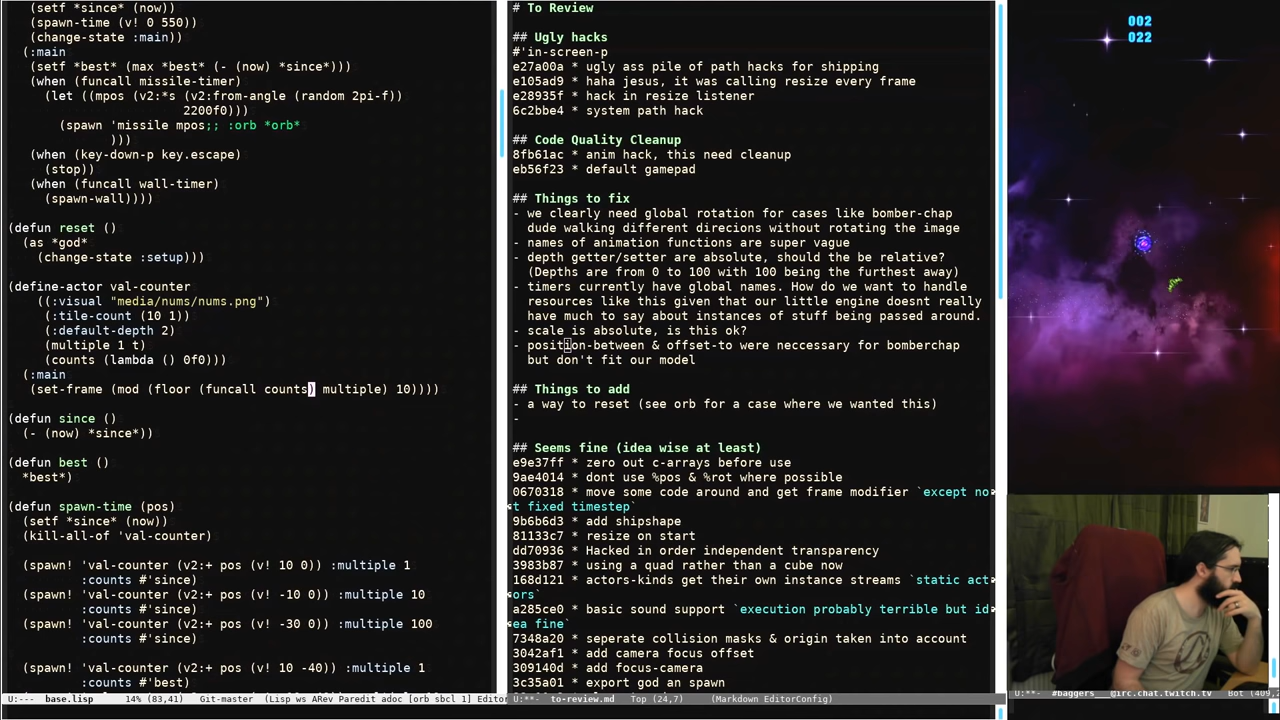 (setf *since* (now))
(spawn-time (v! 0 550))
(change-state :main))
(:main
(setf *best* (max *best* (- (now) *since*)))
(when (funcall missile-timer)
(let ((mpos (v2:*s (v2:from-angle (random 2pi-f))
2200f0)))
(spawn 'missile mpos;; :orb *orb*
)))
(when (key-down-p key.escape)
(stop))
(when (funcall wall-timer)
(spawn-wall))))
(defun reset ()
(as *god*
(change-state :setup)))
(define-actor val-counter
((:visual "media/nums/nums.png")
(:tile-count (10 1))
(:default-depth 2)
(multiple 1 t)
(counts (lambda () 0f0)))
(:main
(set-frame (mod (floor (funcall counts) multiple) 10))))
(defun since ()
(- (now) *since*))
(defun best ()
*best*)
(defun spawn-time (pos)
(setf *since* (now))
(kill-all-of 'val-counter)
(spawn! 'val-counter (v2:+ pos (v! 10 0)) :multiple 1
:counts #'since)
(spawn! 'val-counter (v2:+ pos (v! -10 0)) :multiple 10
:counts #'since)
(spawn! 'val-counter (v2:+ pos (v! -30 0)) :multiple 100
:counts #'since)
(spawn! 'val-counter (v2:+ pos (v! 10 -40)) :multiple 1
:counts #'best)
U:--- base.lisp 14% (83,41) Git-master (Lisp ws ARev Paredit adoc [orb sbcl 1] Editor
# To Review
## Ugly hacks
#'in-screen-p
e27a00a * ugly ass pile of path hacks for shipping
e105ad9 * haha jesus, it was calling resize every frame
e28935f * hack in resize listener
6c2bbe4 * system path hack
## Code Quality Cleanup
8fb61ac * anim hack, this need cleanup
eb56f23 * default gamepad
## Things to fix
- we clearly need global rotation for cases like bomber-chap
dude walking different direcions without rotating the image
- names of animation functions are super vague
- depth getter/setter are absolute, should the be relative?
(Depths are from 0 to 100 with 100 being the furthest away)
- timers currently have global names. How do we want to handle
resources like this given that our little engine doesnt really
have much to say about instances of stuff being passed around.
- scale is absolute, is this ok?
- position-between & offset-to were neccessary for bomberchap
but don't fit our model
## Things to add
- a way to reset (see orb for a case where we wanted this)
-
## Seems fine (idea wise at least)
e9e37ff * zero out c-arrays before use
9ae4014 * dont use %pos & %rot where possible
0670318 * move some code around and get frame modifier `except no
t fixed timestep`
9b6b6d3 * add shipshape
81133c7 * resize on start
dd70936 * Hacked in order independent transparency
3983b87 * using a quad rather than a cube now
168d121 * actors-kinds get their own instance streams `static act
ors`
a285ce0 * basic sound support `execution probably terrible but id
ea fine`
7348a20 * seperate collision masks & origin taken into account
3042af1 * add camera focus offset
309140d * add focus-camera
3c35a01 * export god an spawn
U:**- to-review.md Top (24,7) (Markdown EditorConfig)
002
022
U:**- #baggers___@irc.chat.twitch.tv Bot (409,2